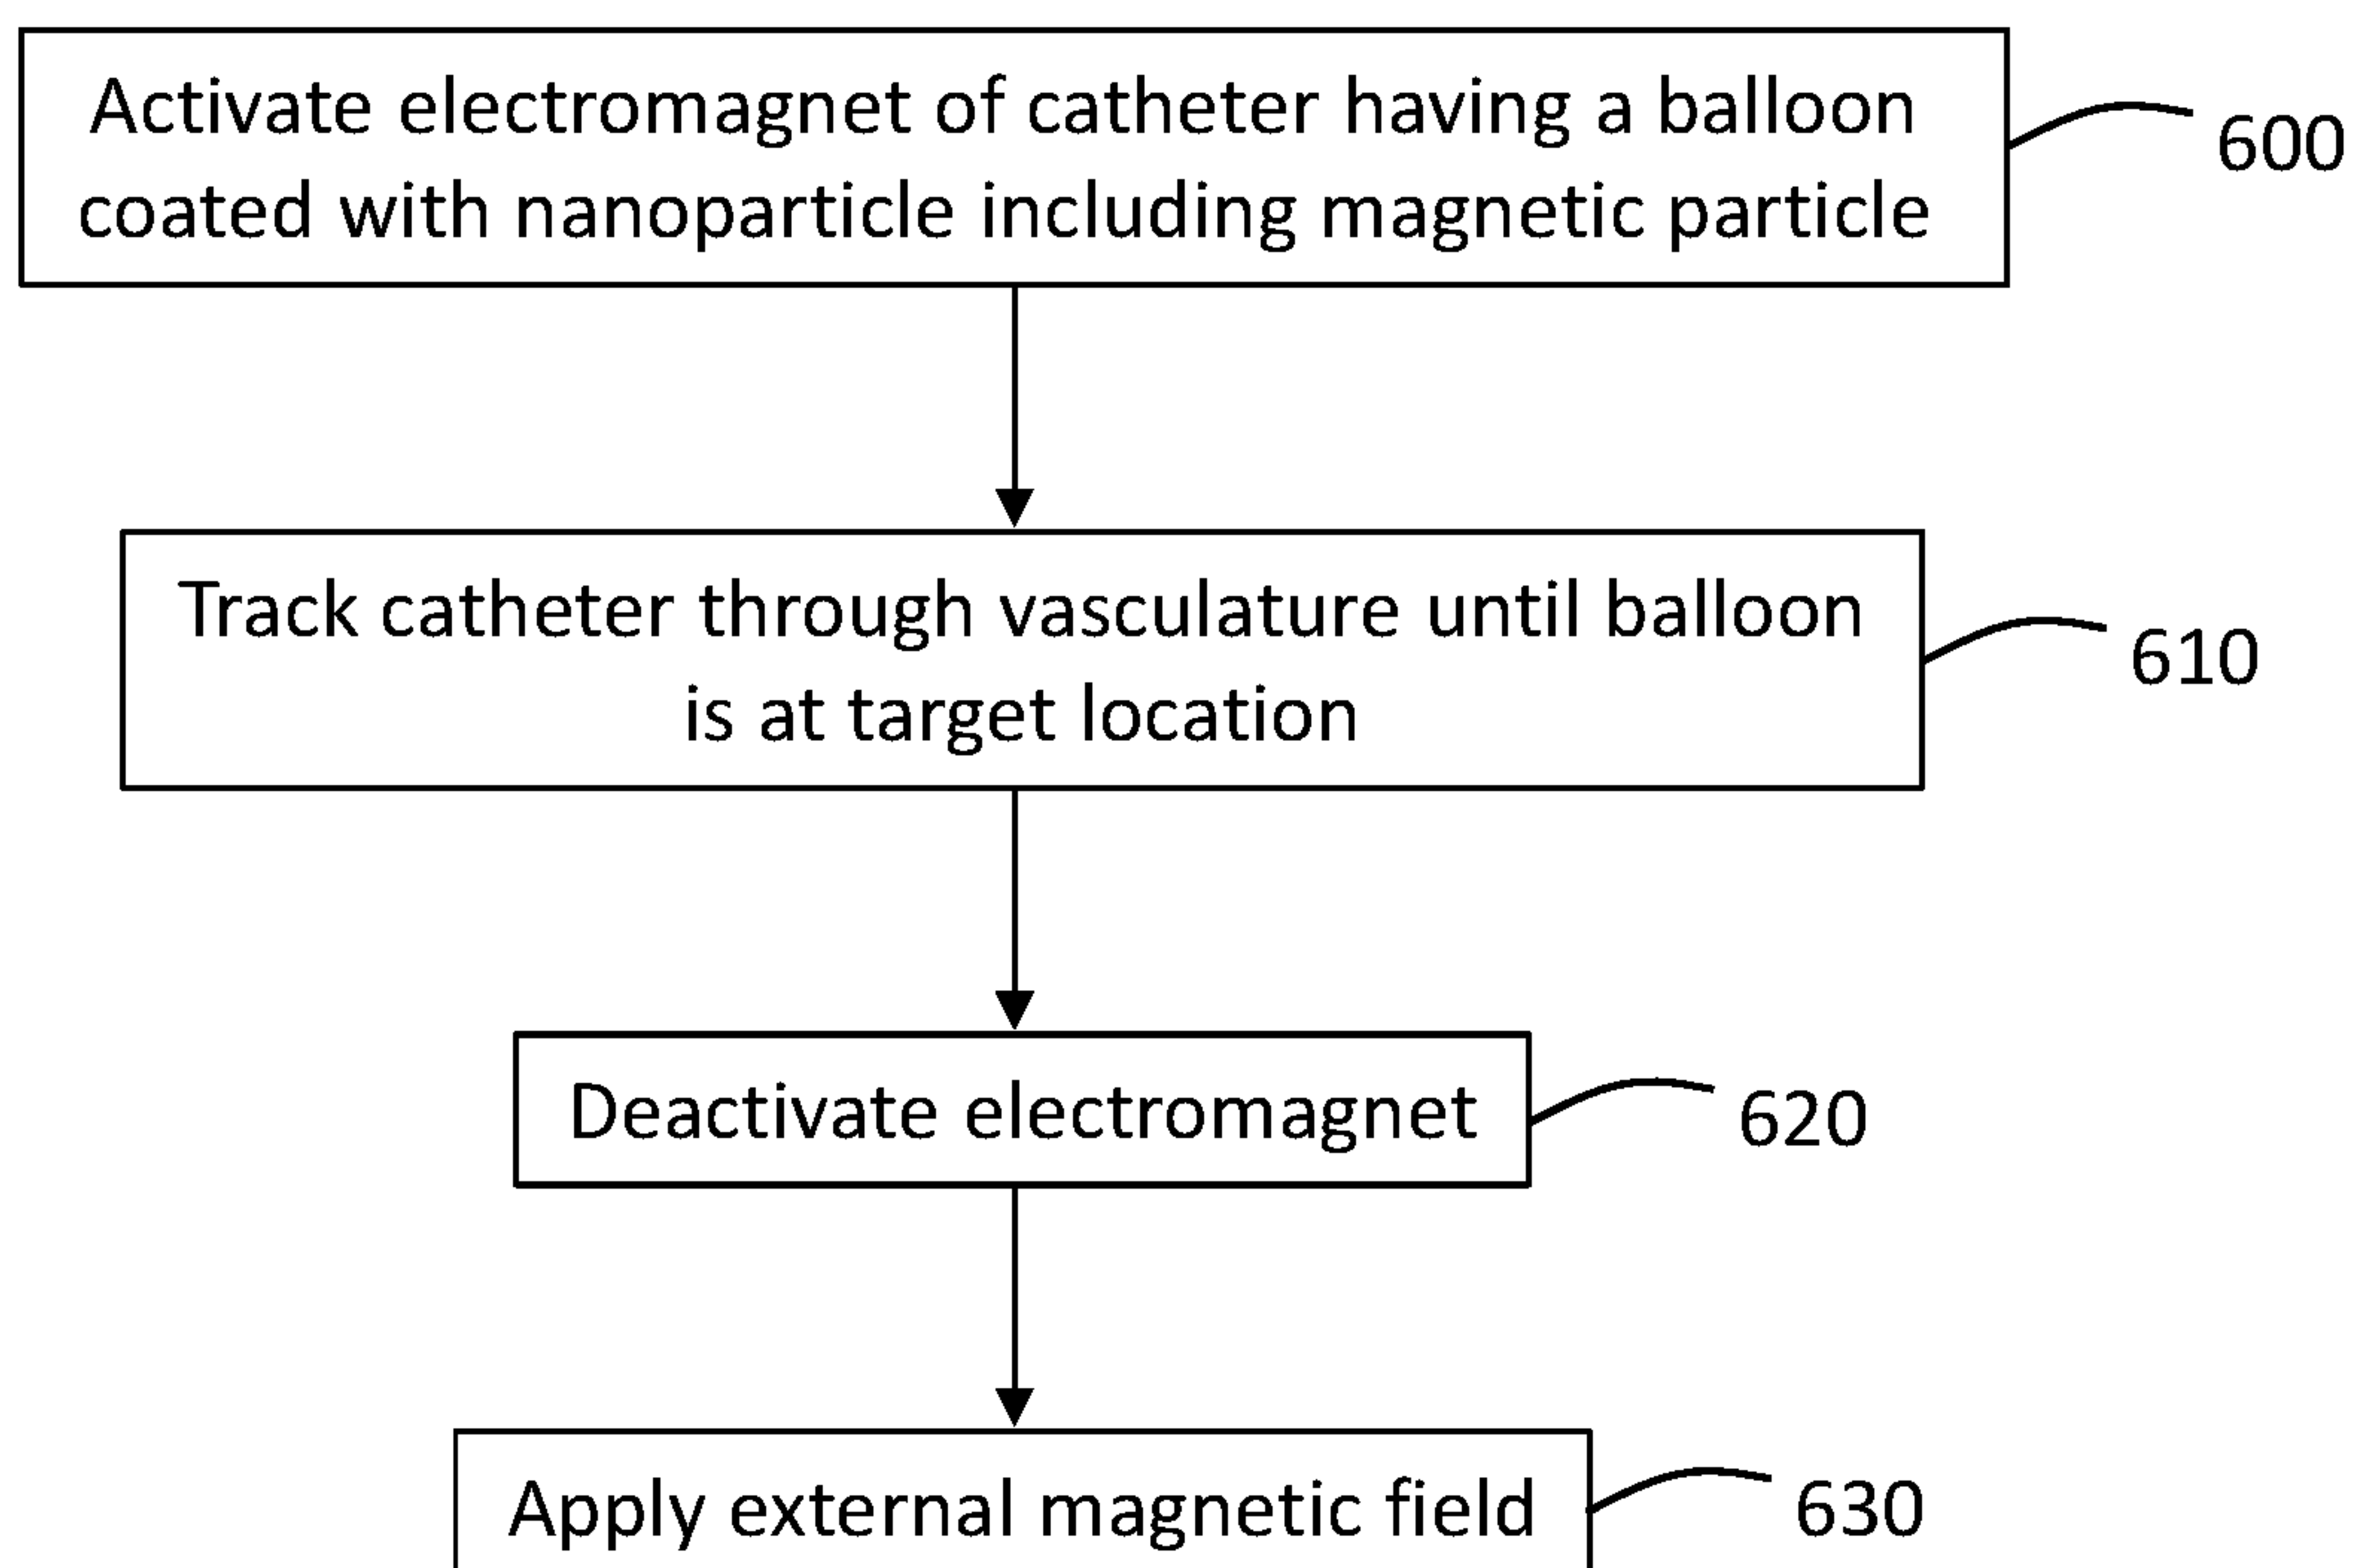 Activate electromagnet of catheter having a balloon
coated with nanoparticle including magnetic particle
600
Track catheter through vasculature until balloon
is at target location
610
Deactivate electromagnet
620
Apply external magnetic field
630